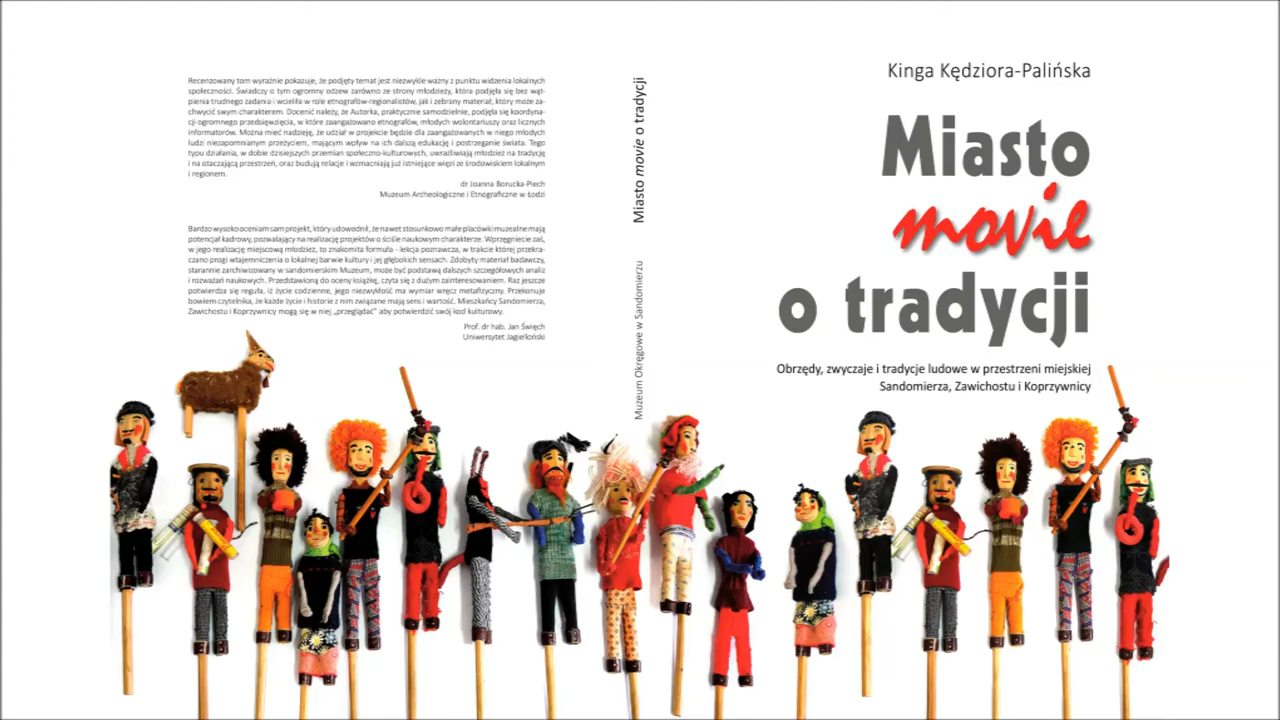 Recenzowany tom wyraźnie pokazuje, że podjęty temat jest niezwykle ważny z punktu widzenia lokalnych
społeczności. Świadczy o tym ogromny odzew zarówno ze strony młodzieży, która podjęła się bez wąt-
pienia trudnego zadania i wcieliła w role etnografów-regionalistów, jak i zebrany materiał, który może za-
chwycić swym charakterem. Docenić należy, że Autorka, praktycznie samodzielnie, podjęła się koordyna-
cji ogromnego przedsięwzięcia, w które zaangażowano etnografów, młodych wolontariuszy oraz licznych
informatorów. Można mieć nadzieję, że udział w projekcie będzie dla zaangażowanych w niego młodych
ludzi niezapomnianym przeżyciem, mającym wpływ na ich dalszą edukację i postrzeganie świata. Tego
typu działania, w dobie dzisiejszych przemian społeczno-kulturowych, uwrażliwiają młodzież na tradycję
i na otaczającą przestrzeń, oraz budują relacje i wzmacniają już istniejące więzi ze środowiskiem lokalnym
i regionem.
dr Joanna Borucka-Piech
Muzeum Archeologiczne i Etnograficzne w Łodzi
Bardzo wysoko oceniam sam projekt, który udowodnił, że nawet stosunkowo małe placówki muzealne mają
potencjał kadrowy, pozwalający na realizację projektów o ściśle naukowym charakterze. Wprzęgnięcie zaś,
w jego realizację miejscową młodzież, to znakomita formuła - lekcja poznawcza, w trakcie której przekra-
czano progi wtajemniczenia o lokalnej barwie kultury i jej głębokich sensach. Zdobyty materiał badawczy,
starannie zarchiwizowany w sandomierskim Muzeum, może być podstawą dalszych szczegółowych analiz
i rozważań naukowych. Przedstawioną do oceny książkę, czyta się z dużym zainteresowaniem. Raz jeszcze
potwierdza się reguła, iż życie codzienne, jego niezwykłość ma wymiar wręcz metafizyczny. Przekonuje
bowiem czytelnika, że każde życie i historie z nim związane mają sens i wartość. Mieszkańcy Sandomierza,
Zawichostu i Koprzywnicy mogą się w niej „przeglądać" aby potwierdzić swój kod kulturowy.
Prof. dr hab. Jan Święch
Uniwersytet Jagielloński
Miasto movie o tradycji
Muzeum Okręgowe w Sandomierzu
Kinga Kędziora-Palińska
Miasto
movie
o tradycji
Obrzędy, zwyczaje i tradycje ludowe w przestrzeni miejskiej
Sandomierza, Zawichostu i Koprzywnicy